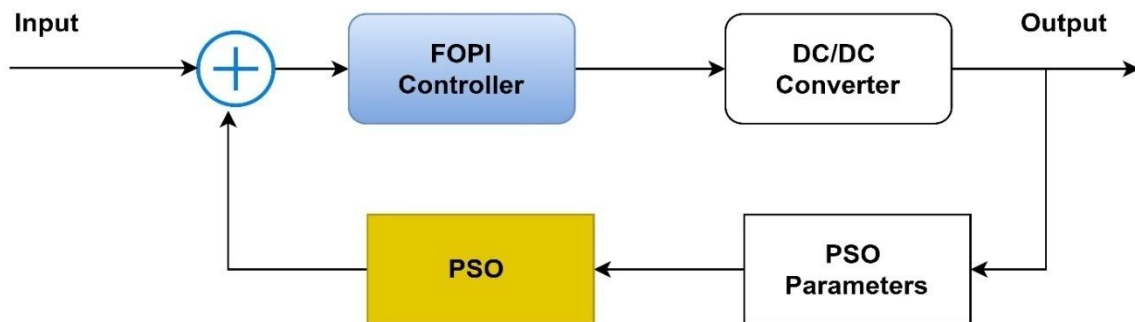 Input
Output
FOPI
Controller
DC/DC
Converter
PSO
PSO
Parameters